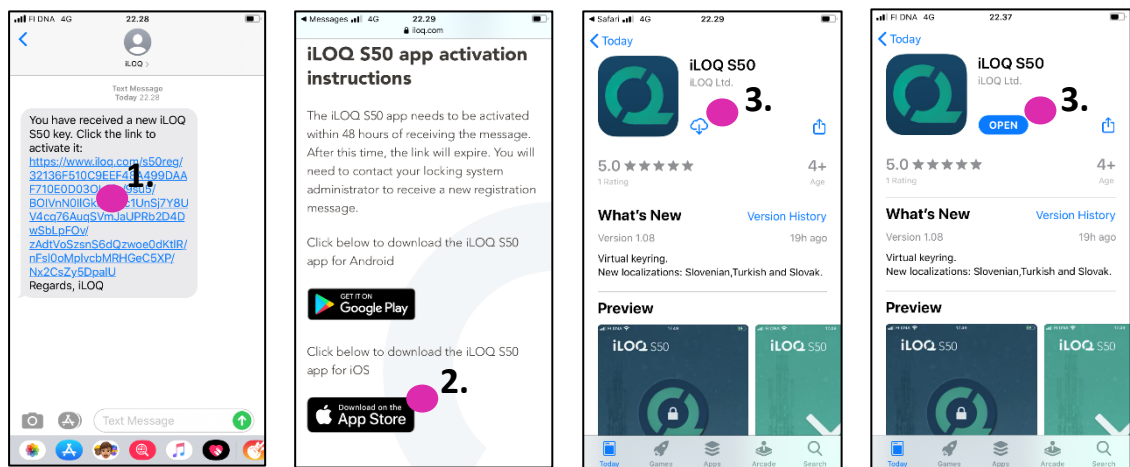 FI DNA 4G 22.28
iLOQ >
Text Message
Today 22.28
You have received a new iLOQ
S50 key. Click the link to
activate it:
https://www.iloq.com/s50reg/
32136F510C9EEF48A499DAA
wSbLpFOv/
zAdtVoSzsnS6dQzwoe0dKtlR/
Nx2CsZy5DpaIU
Regards, iLOQ
1.
Text Message
Messages 4G 22.29
iloq.com
iLOQ S50 app activation
instructions
The iLOQ S50 app needs to be activated
within 48 hours of receiving the message.
After this time, the link will expire. You will
need to contact your locking system
administrator to receive a new registration
message.
Click below to download the iLOQ S50
app for Android
GET IT ON
Google Play
Click below to download the iLOQ S50
app for iOS
2.
Download on the
App Store
Safari 4G 22.29
Today
iLOQ S50
iLOQ Ltd.
3.
5.0 ★★★★★ 4+
1 Rating Age
What's New Version History
Version 1.08 19h ago
Virtual keyring.
New localizations: Slovenian,Turkish and Slovak.
Preview
iLOQ S50
iLOQ S50
Today Games Apps Arcade Search
FI DNA 4G 22.37
Today
iLOQ S50
iLOQ Ltd.
3.
OPEN
5.0 ★★★★★ 4+
1 Rating Age
What's New Version History
Version 1.08 19h ago
Virtual keyring.
New localizations: Slovenian,Turkish and Slovak.
Preview
iLOQ S50
iLOQ S50
Today Games Apps Arcade Search